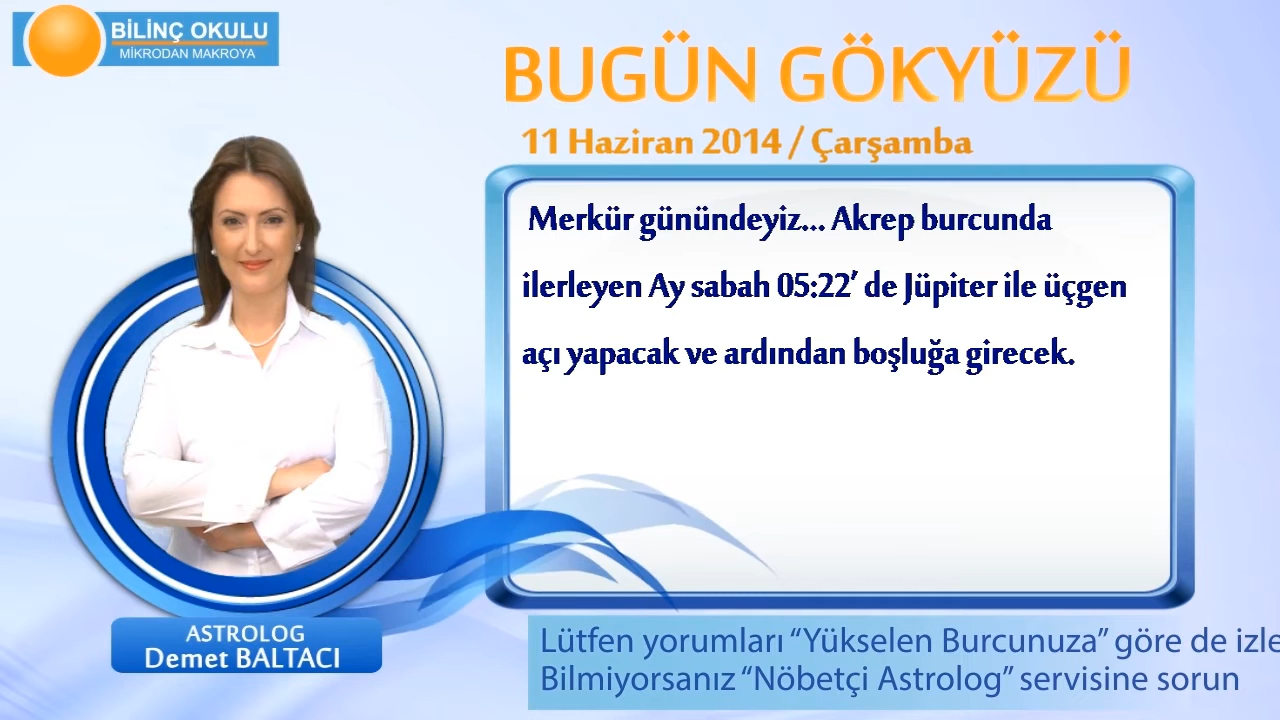 BİLİNÇ OKULU
MİKRODAN MAKROYA
BUGÜN GÖKYÜZÜ
11 Haziran 2014 / Çarşamba
Merkür günündeyiz... Akrep burcunda
ilerleyen Ay sabah 05:22' de Jüpiter ile üçgen
açı yapacak ve ardından boşluğa girecek.
ASTROLOG
Demet BALTACI
Lütfen yorumları “Yükselen Burcunuza” göre de izle
Bilmiyorsanız “Nöbetçi Astrolog” servisine sorun